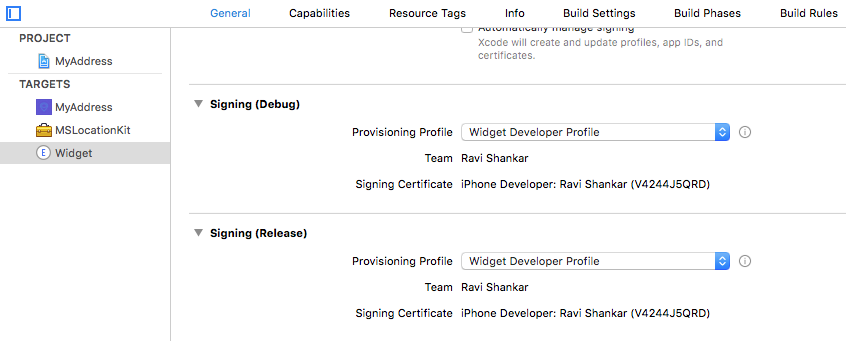 General Capabilities Resource Tags Info Build Settings Build Phases Build Rules
PROJECT
MyAddress
TARGETS
MyAddress
MSLocationKit
E Widget
Automatically manage signing
Xcode will create and update profiles, app IDs, and
certificates.
Signing (Debug)
Provisioning Profile Widget Developer Profile
Team Ravi Shankar
Signing Certificate iPhone Developer: Ravi Shankar (V4244J5QRD)
Signing (Release)
Provisioning Profile Widget Developer Profile
Team Ravi Shankar
Signing Certificate iPhone Developer: Ravi Shankar (V4244J5QRD)